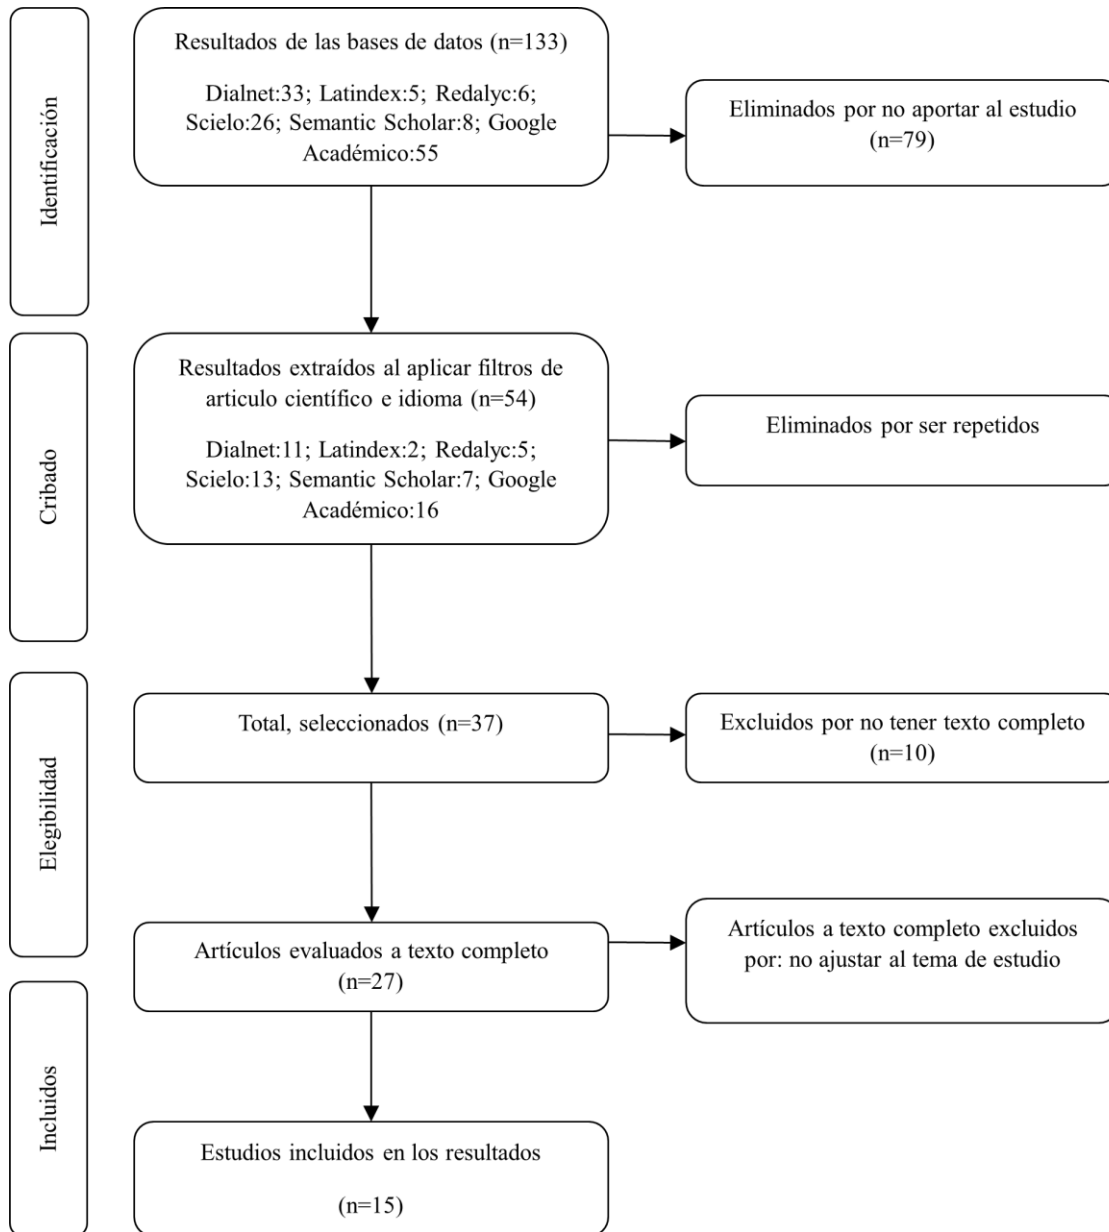 Identificación
Resultados de las bases de datos (n=133)
Dialnet:33; Latindex:5; Redalyc:6;
Scielo:26; Semantic Scholar:8; Google
Académico:55
Eliminados por no aportar al estudio
(n=79)
Cribado
Resultados extraídos al aplicar filtros de
articulo científico e idioma (n=54)
Dialnet:11; Latindex:2; Redalyc:5;
Scielo:13; Semantic Scholar:7; Google
Académico:16
Eliminados por ser repetidos
Elegibilidad
Total, seleccionados (n=37)
Excluidos por no tener texto completo
(n=10)
Artículos evaluados a texto completo
(n=27)
Artículos a texto completo excluidos
por: no ajustar al tema de estudio
Incluidos
Estudios incluidos en los resultados
(n=15)